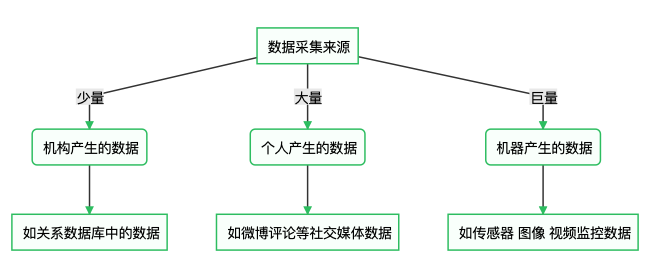 数据采集来源
少量
大量
巨量
机构产生的数据
个人产生的数据
机器产生的数据
如关系数据库中的数据
如微博评论等社交媒体数据
如传感器 图像 视频监控数据